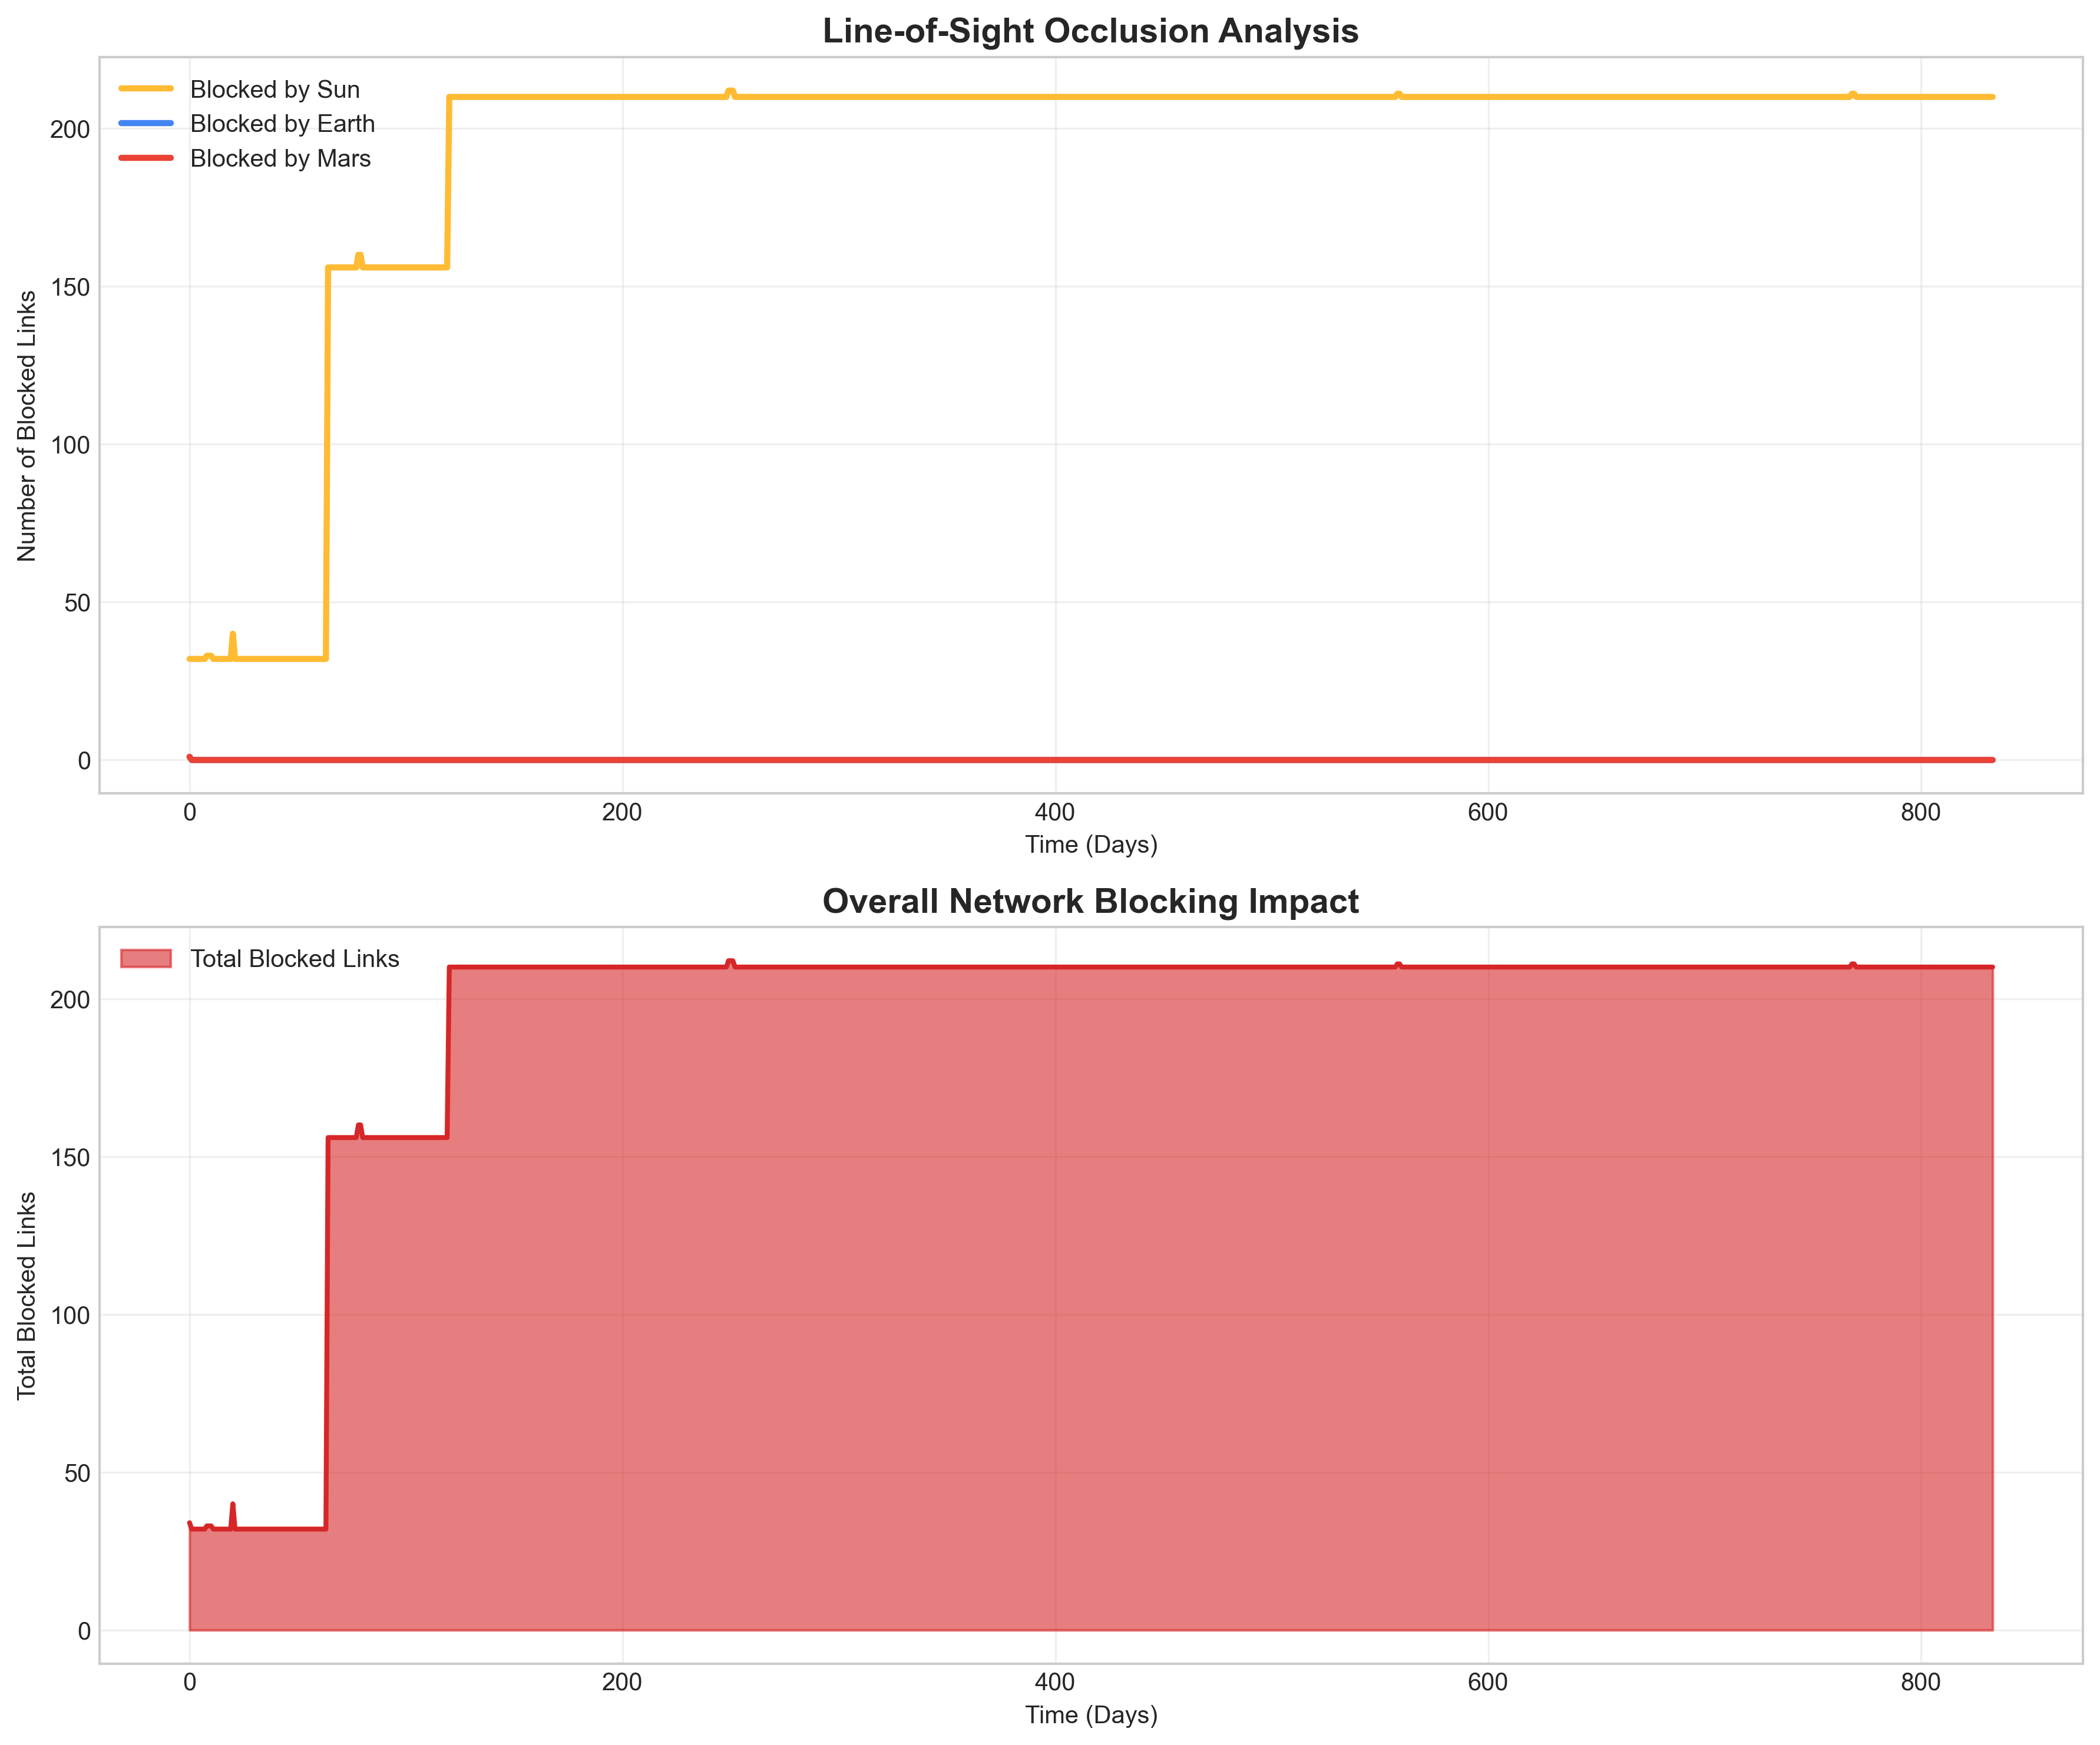 Line-of-Sight Occlusion Analysis
Blocked by Sun
Blocked by Earth
Blocked by Mars
Number of Blocked Links
200
150
100
50
0
0 200 400 600 800
Time (Days)
Overall Network Blocking Impact
Total Blocked Links
Total Blocked Links
200
150
100
50
0
0 200 400 600 800
Time (Days)